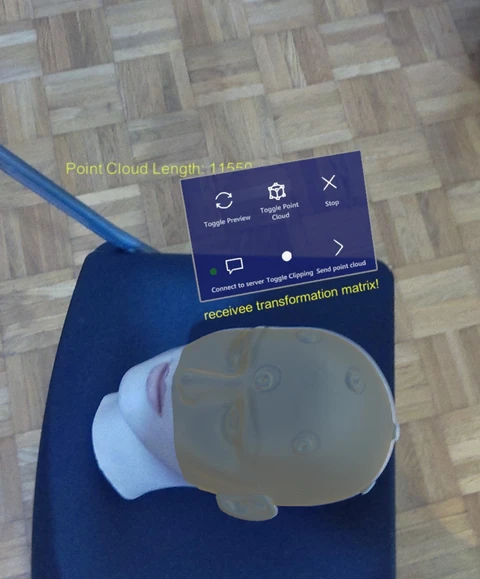 Point Cloud Length: 11550
Toggle Preview
Toggle Point
Cloud
Stop
Connect to server
Toggle Clipping
Send point cloud
receivee transformation matrix!